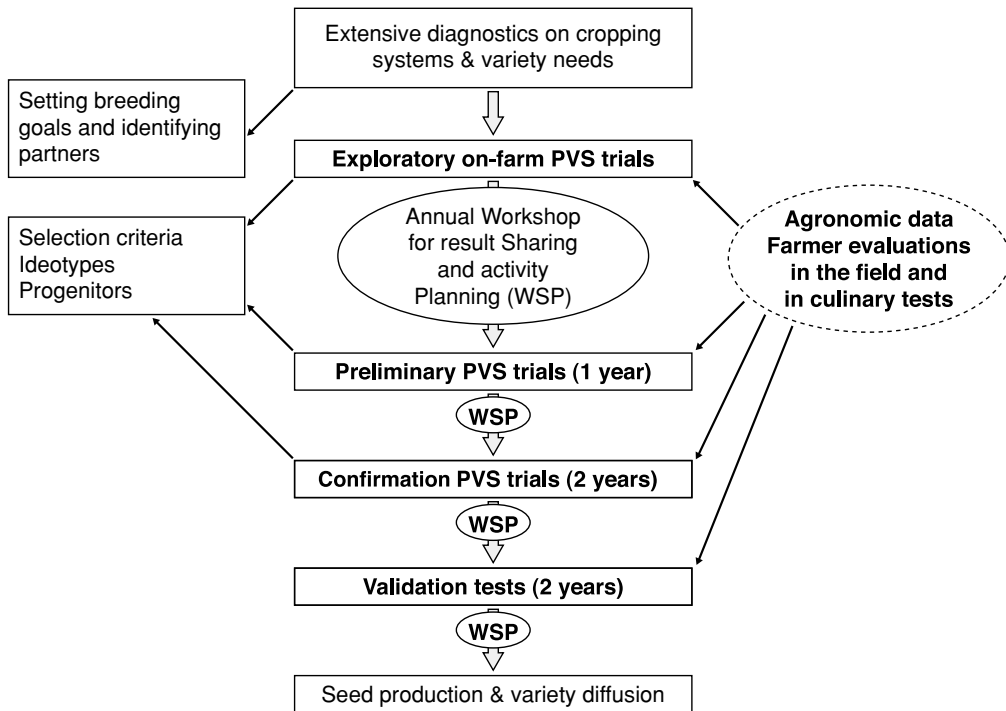 Extensive diagnostics on cropping
systems & variety needs
Setting breeding
goals and identifying
partners
Exploratory on-farm PVS trials
Annual Workshop
for result Sharing
and activity
Planning (WSP)
Selection criteria
Ideotypes
Progenitors
Agronomic data
Farmer evaluations
in the field and
in culinary tests
Preliminary PVS trials (1 year)
WSP
Confirmation PVS trials (2 years)
WSP
Validation tests (2 years)
WSP
Seed production & variety diffusion